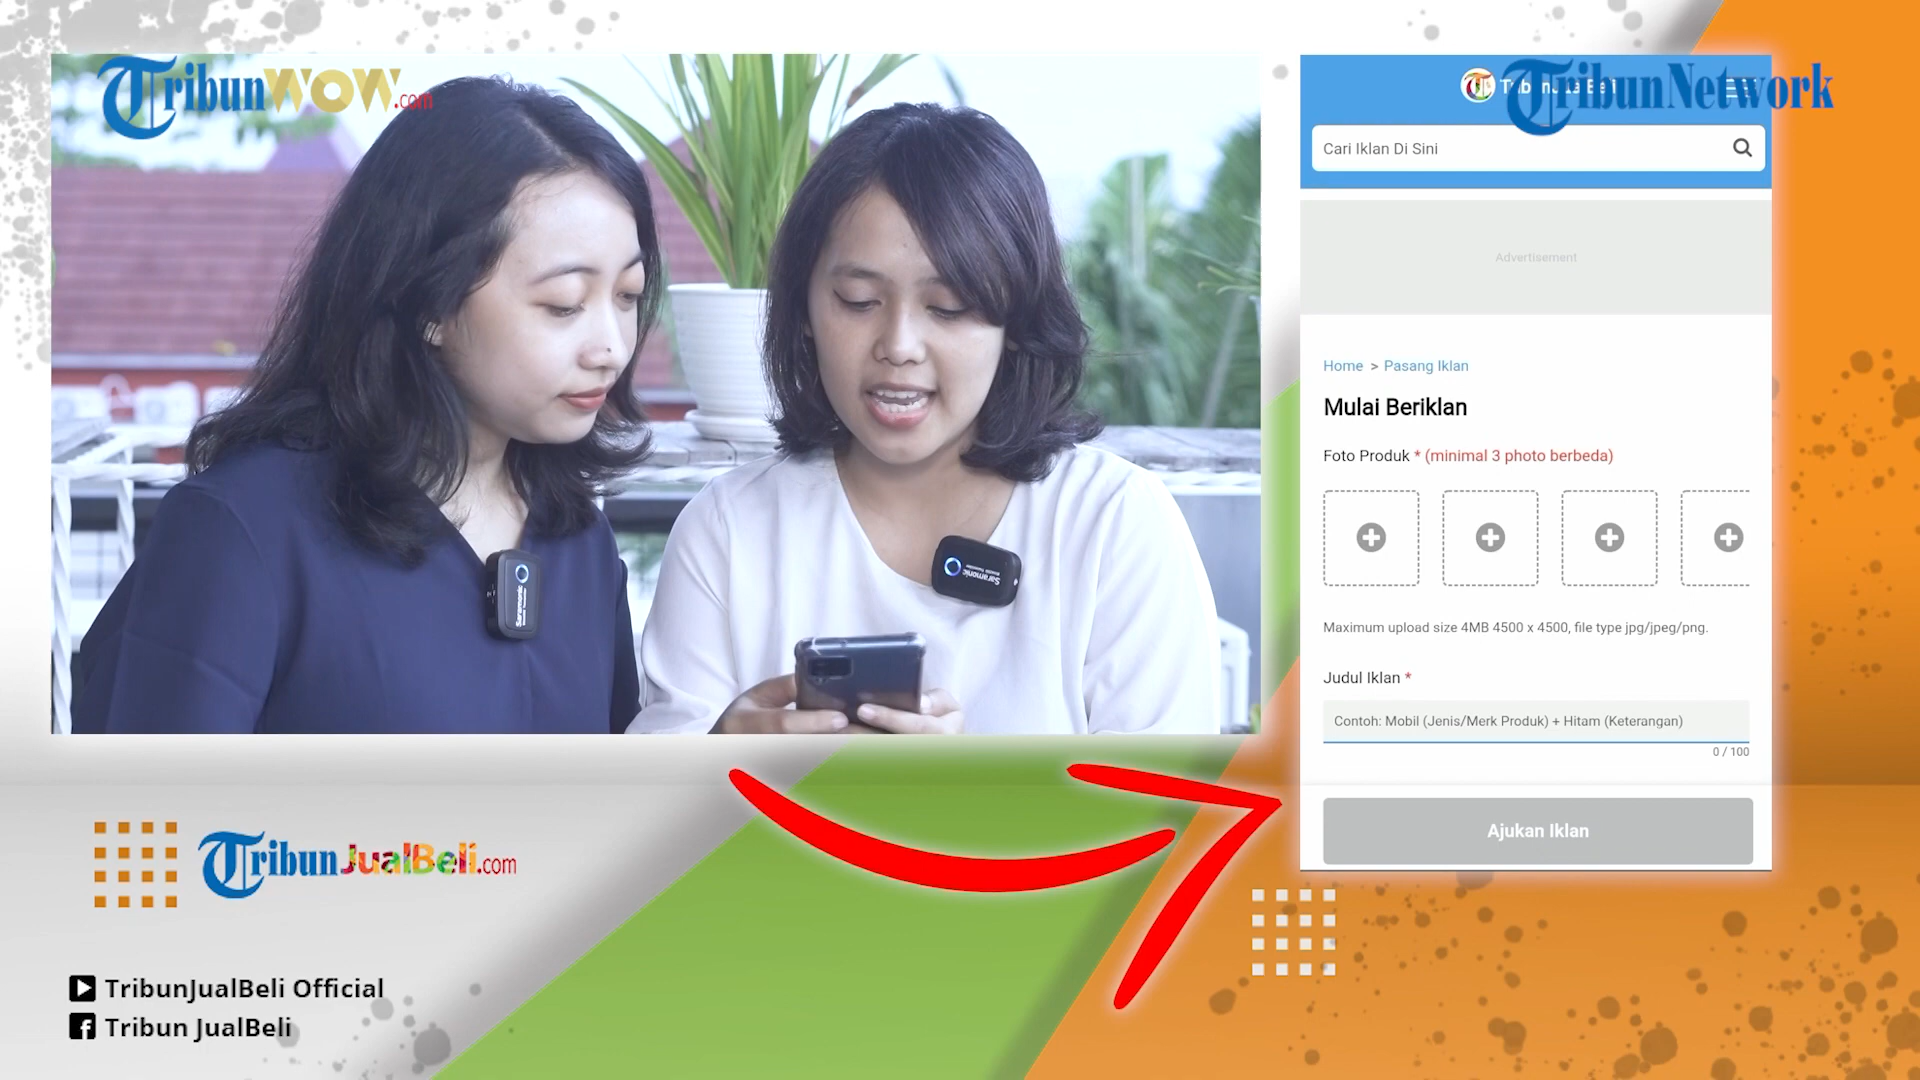 TribunWOW.com
TribunNetwork
Cari Iklan Di Sini
Advertisement
Home > Pasang Iklan
Mulai Beriklan
Foto Produk * (minimal 3 photo berbeda)
Maximum upload size 4MB 4500 x 4500, file type jpg/jpeg/png.
Judul Iklan *
Contoh: Mobil (Jenis/Merk Produk) + Hitam (Keterangan)
0 / 100
Ajukan Iklan
Saramonic
Saramonic
TribunJualBeli.com
TribunJualBeli Official
Tribun JualBeli